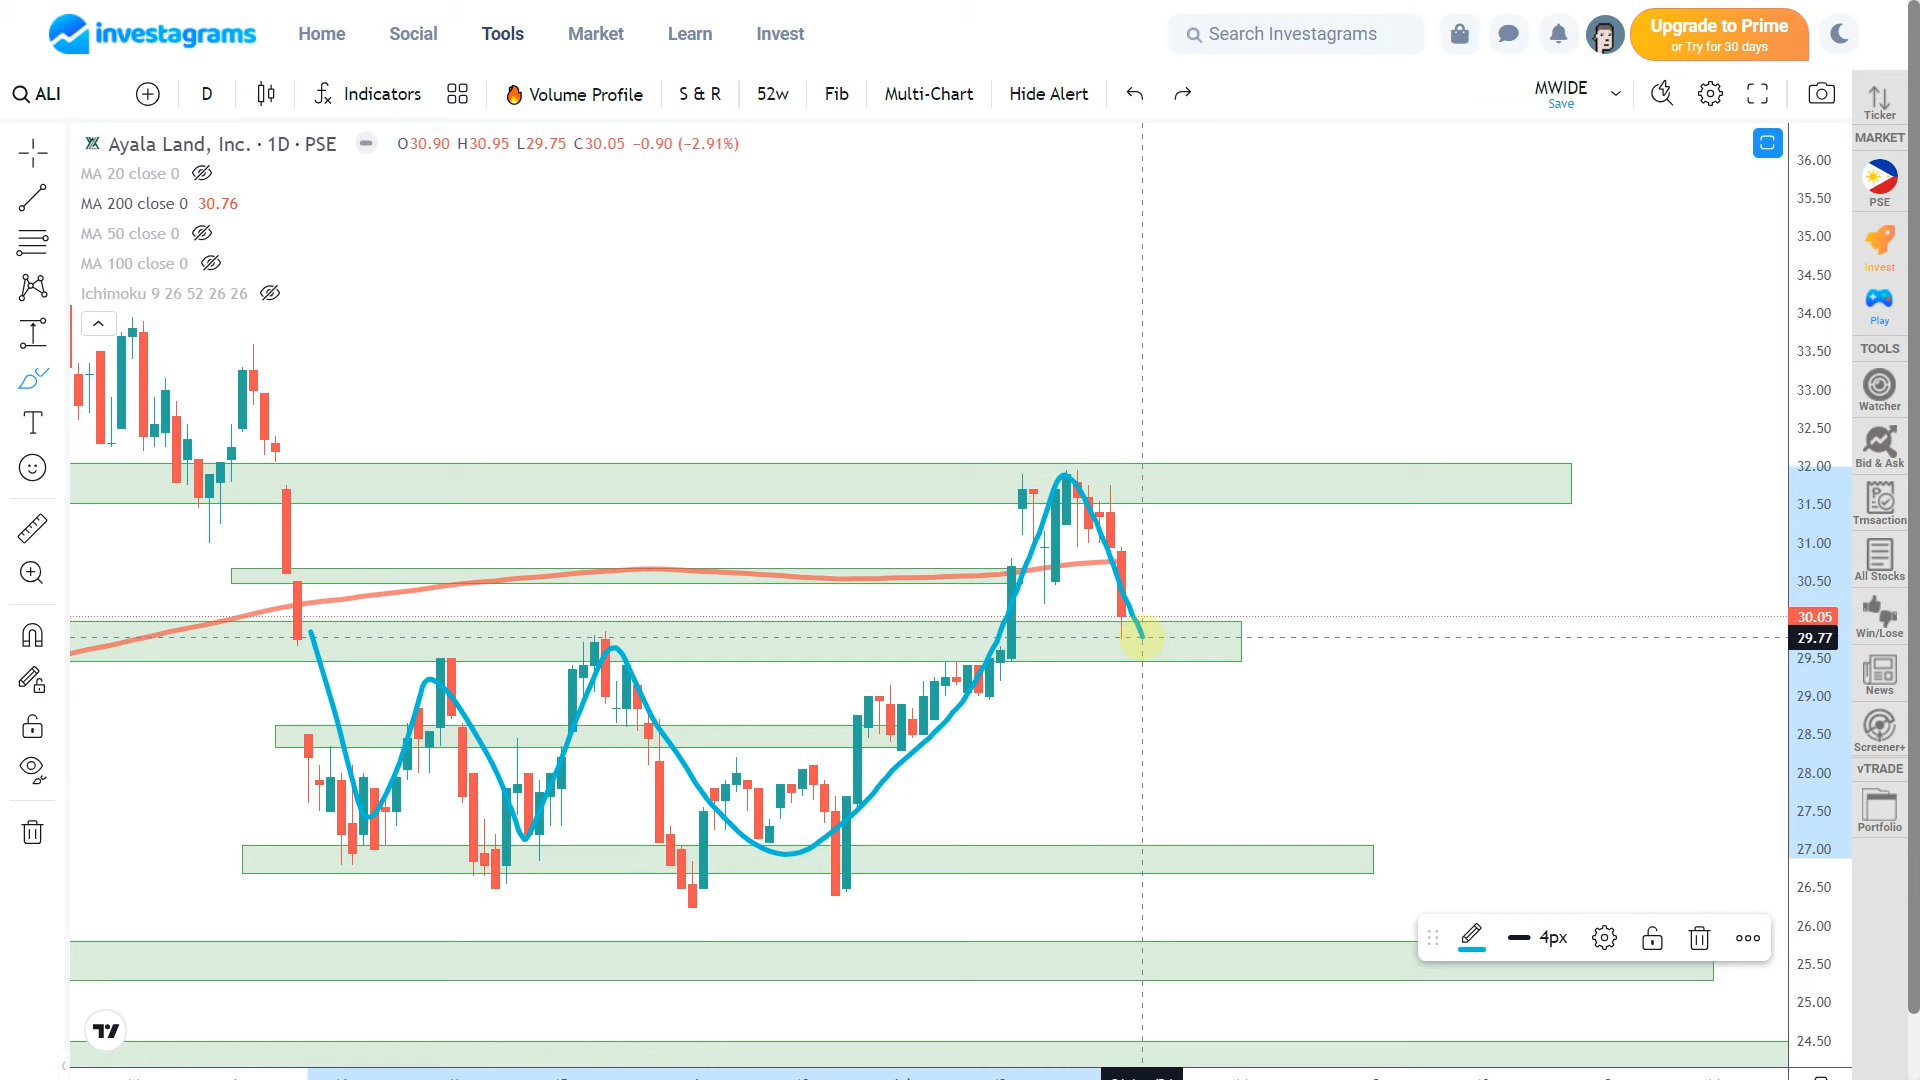 investagrams
Home Social Tools Market Learn Invest
Search Investagrams
Upgrade to Prime
or Try for 30 days
ALI
D
Indicators
Volume Profile
S & R
52w
Fib
Multi-Chart
Hide Alert
MWIDE
Save
Ayala Land, Inc. · 1D · PSE
O30.90 H30.95 L29.75 C30.05 −0.90 (−2.91%)
MA 20 close 0
MA 200 close 0 30.76
MA 50 close 0
MA 100 close 0
Ichimoku 9 26 52 26 26
36.00
35.50
35.00
34.50
34.00
33.50
33.00
32.50
32.00
31.50
31.00
30.50
30.05
29.77
29.50
29.00
28.50
28.00
27.50
27.00
26.50
26.00
25.50
25.00
24.50
4px
Ticker
MARKET
PSE
Invest
Play
TOOLS
Watcher
Bid & Ask
Trnsaction
All Stocks
Win/Lose
News
Screener+
vTRADE
Portfolio